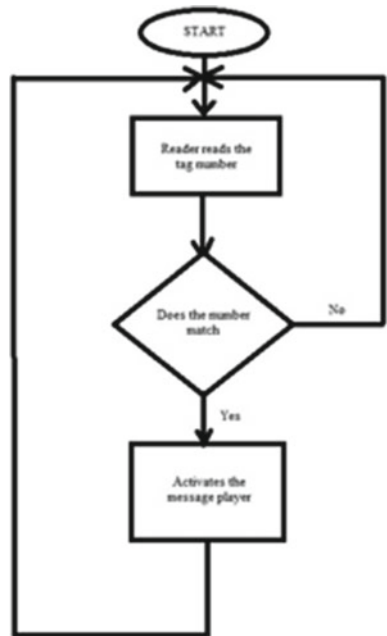 START
Reader reads the
tag number
Does the number
match
No
Yes
Activates the
message player